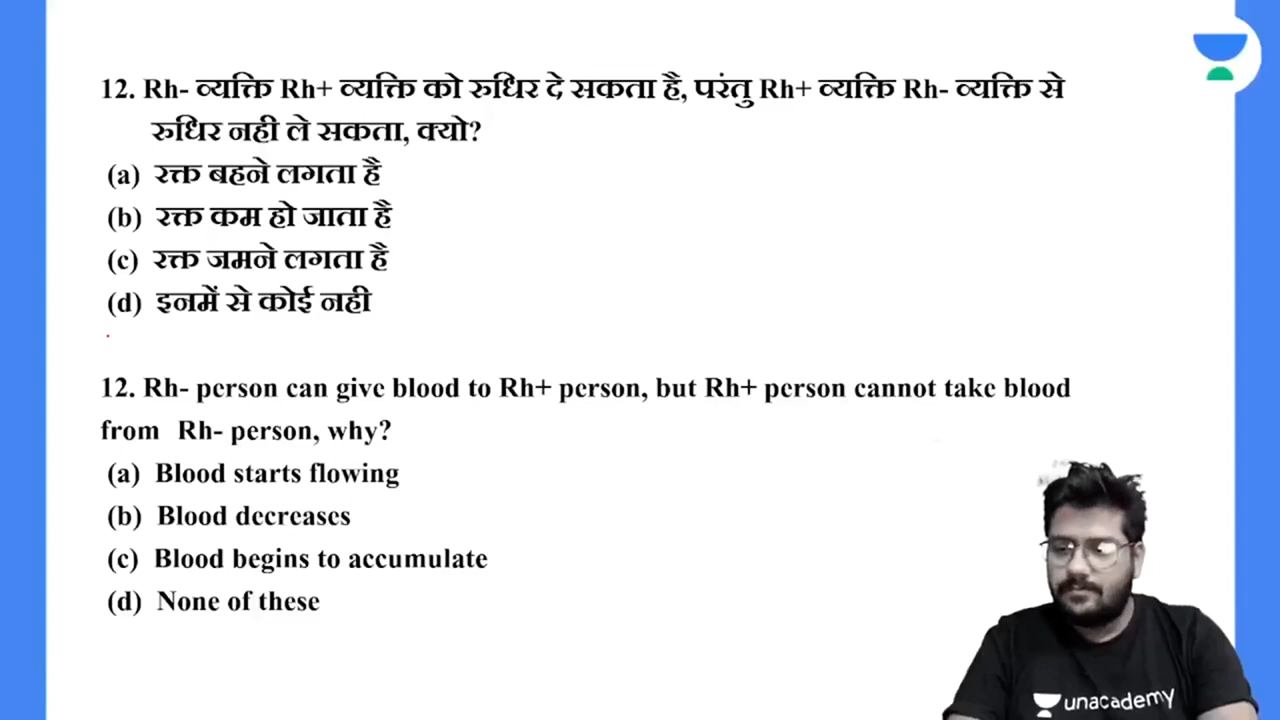 12. Rh- व्यक्ति Rh+ व्यक्ति को रुधिर दे सकता है, परंतु Rh+ व्यक्ति Rh- व्यक्ति से
रुधिर नही ले सकता, क्यो?
(a) रक्त बहने लगता है
(b) रक्त कम हो जाता है
(c) रक्त जमने लगता है
(d) इनमें से कोई नही
12. Rh- person can give blood to Rh+ person, but Rh+ person cannot take blood
from Rh- person, why?
(a) Blood starts flowing
(b) Blood decreases
(c) Blood begins to accumulate
(d) None of these
unacademy